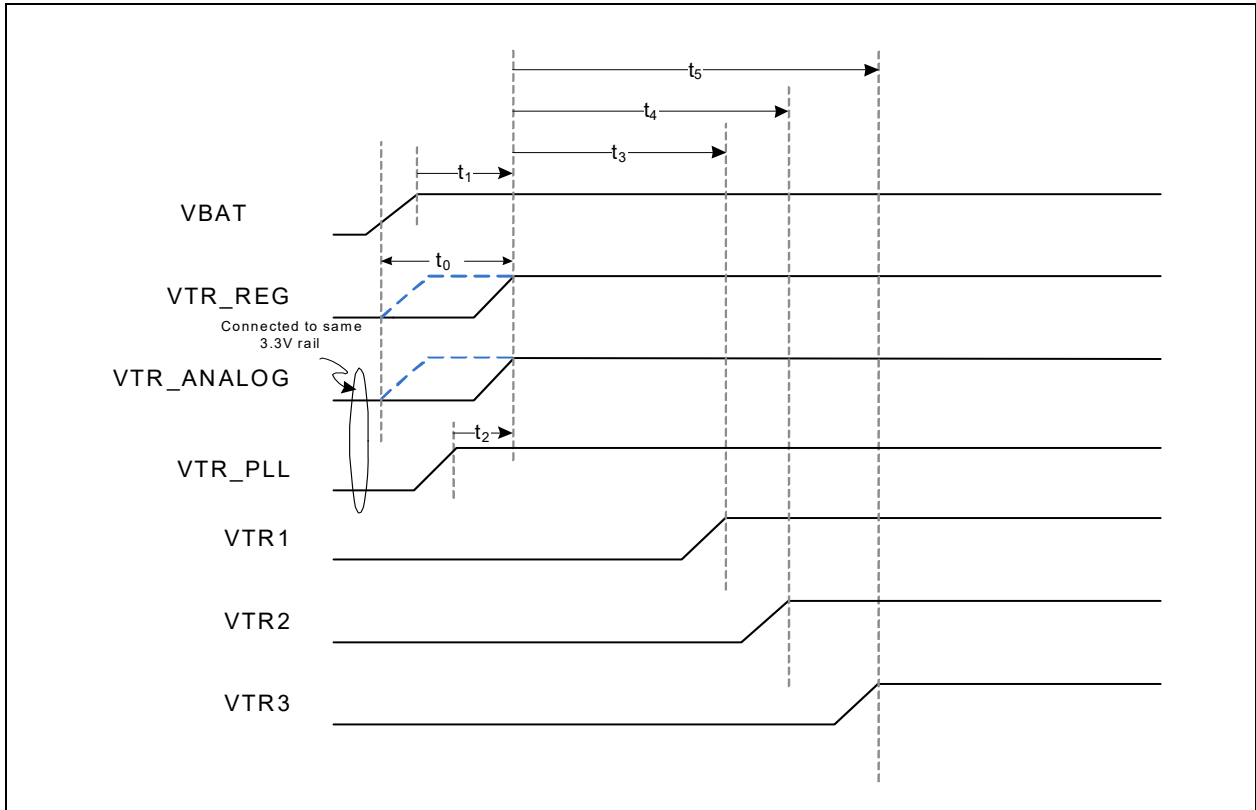 t5
t4
t3
t1
VBAT
t0
VTR_REG
Connected to same
3.3V rail
VTR_ANALOG
t2
VTR_PLL
VTR1
VTR2
VTR3